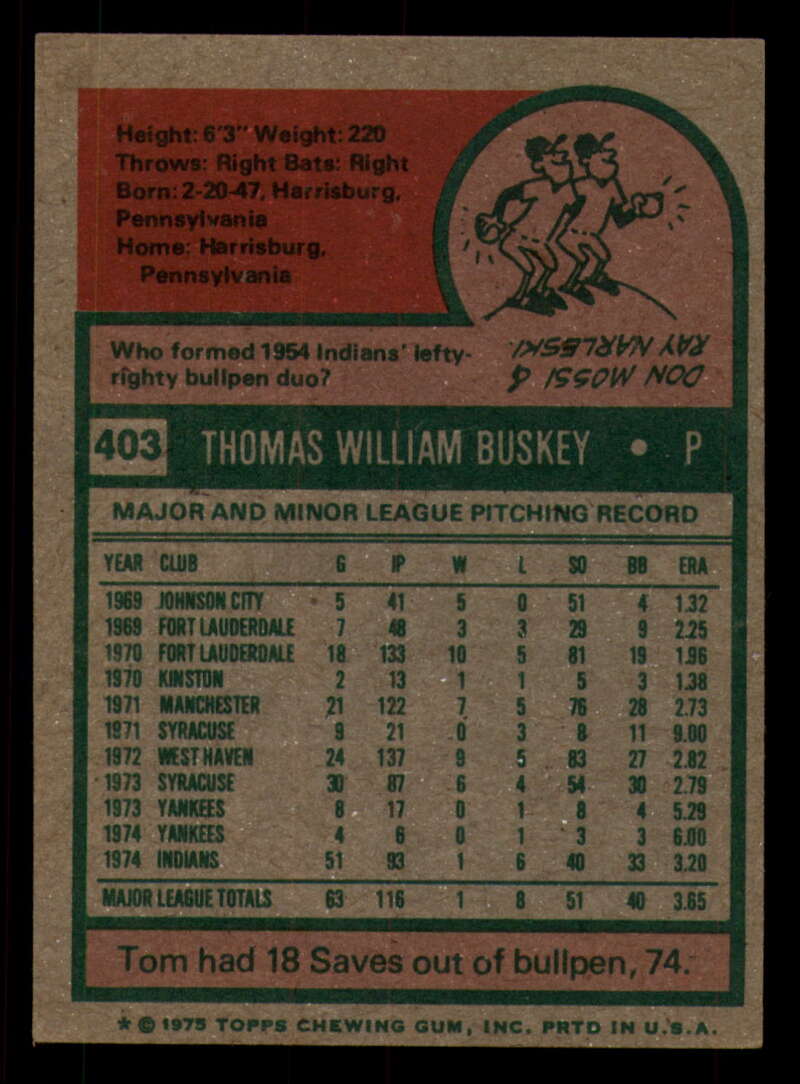 Height: 6'3" Weight: 220
Throws: Right Bats: Right
Born: 2-20-47, Harrisburg,
Pennsylvania
Home: Harrisburg,
Pennsylvania
Who formed 1954 Indians' lefty-
righty bullpen duo?
DON MOSSI &
RAY NARLESKI.
403 THOMAS WILLIAM BUSKEY • P
MAJOR AND MINOR LEAGUE PITCHING RECORD
YEAR CLUB G IP W L SO BB ERA
1969 JOHNSON CITY 5 41 5 0 51 4 1.32
1969 FORT LAUDERDALE 7 48 3 3 29 9 2.25
1970 FORT LAUDERDALE 18 133 10 5 81 19 1.96
1970 KINSTON 2 13 1 1 5 3 1.38
1971 MANCHESTER 21 122 7 5 76 28 2.73
1971 SYRACUSE 9 21 0 3 8 11 9.00
1972 WEST HAVEN 24 137 9 5 83 27 2.82
1973 SYRACUSE 30 87 6 4 54 30 2.79
1973 YANKEES 8 17 0 1 8 4 5.29
1974 YANKEES 4 6 0 1 3 3 6.00
1974 INDIANS 51 93 1 6 40 33 3.20
MAJOR LEAGUE TOTALS 63 116 1 8 51 40 3.65
Tom had 18 Saves out of bullpen, 74.
* © 1975 TOPPS CHEWING GUM, INC. PRTD IN U.S.A.